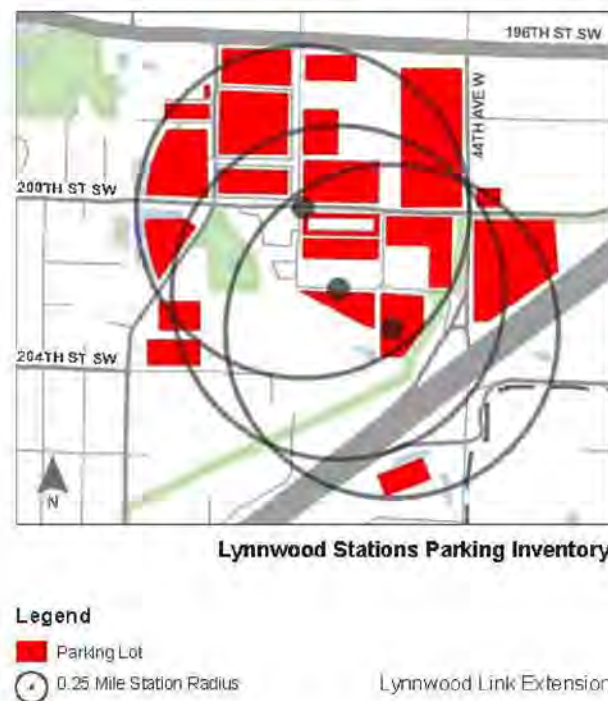 196TH ST SW
44TH AVE W
200TH ST SW
204TH ST SW
N
Lynnwood Stations Parking Inventory
Legend
Parking Lot
0.25 Mile Station Radius
Lynnwood Link Extension